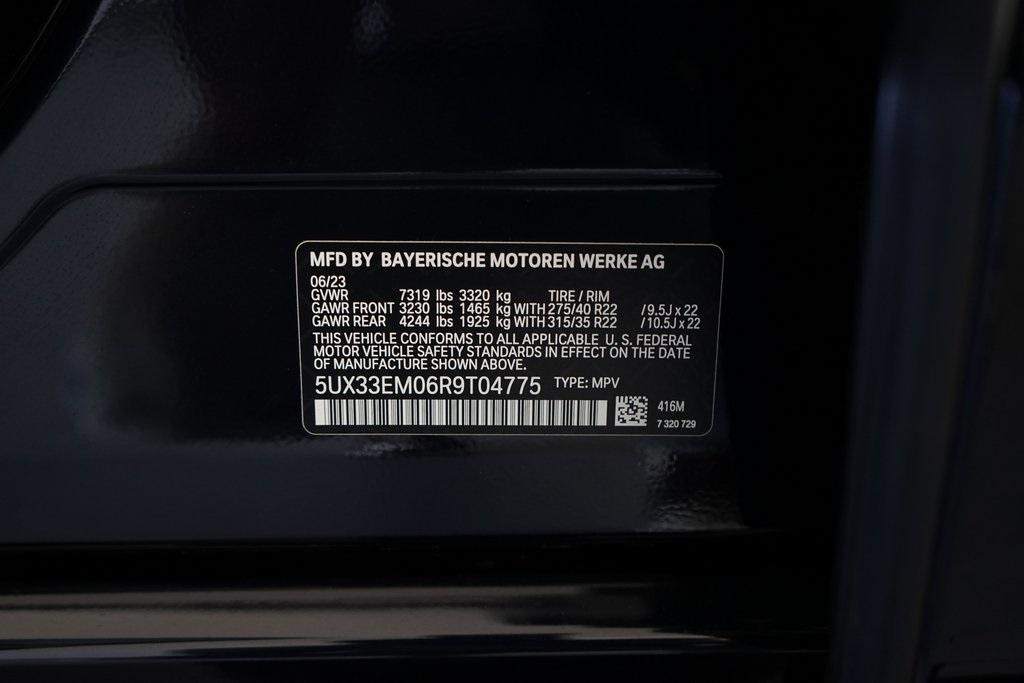 MFD BY BAYERISCHE MOTOREN WERKE AG
06/23
GVWR 7319 lbs 3320 kg TIRE / RIM
GAWR FRONT 3230 lbs 1465 kg WITH 275/40 R22 / 9.5J x 22
GAWR REAR 4244 lbs 1925 kg WITH 315/35 R22 / 10.5J x 22
THIS VEHICLE CONFORMS TO ALL APPLICABLE U. S. FEDERAL
MOTOR VEHICLE SAFETY STANDARDS IN EFFECT ON THE DATE
OF MANUFACTURE SHOWN ABOVE.
5UX33EM06R9T04775 TYPE: MPV
416M
7 320 729